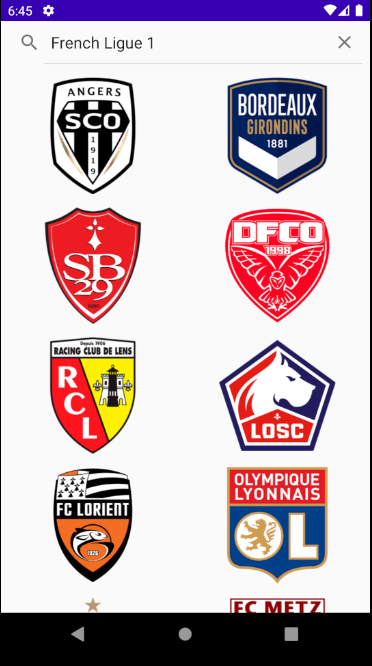 6:45
French Ligue 1
ANGERS
SCO
1919
BORDEAUX
GIRONDINS
1881
SB
29
DFCO
1998
Depuis 1906
RACING CLUB DE LENS
RCL
LOSC
FC LORIENT
1926
OLYMPIQUE
LYONNAIS
OL
FC METZ